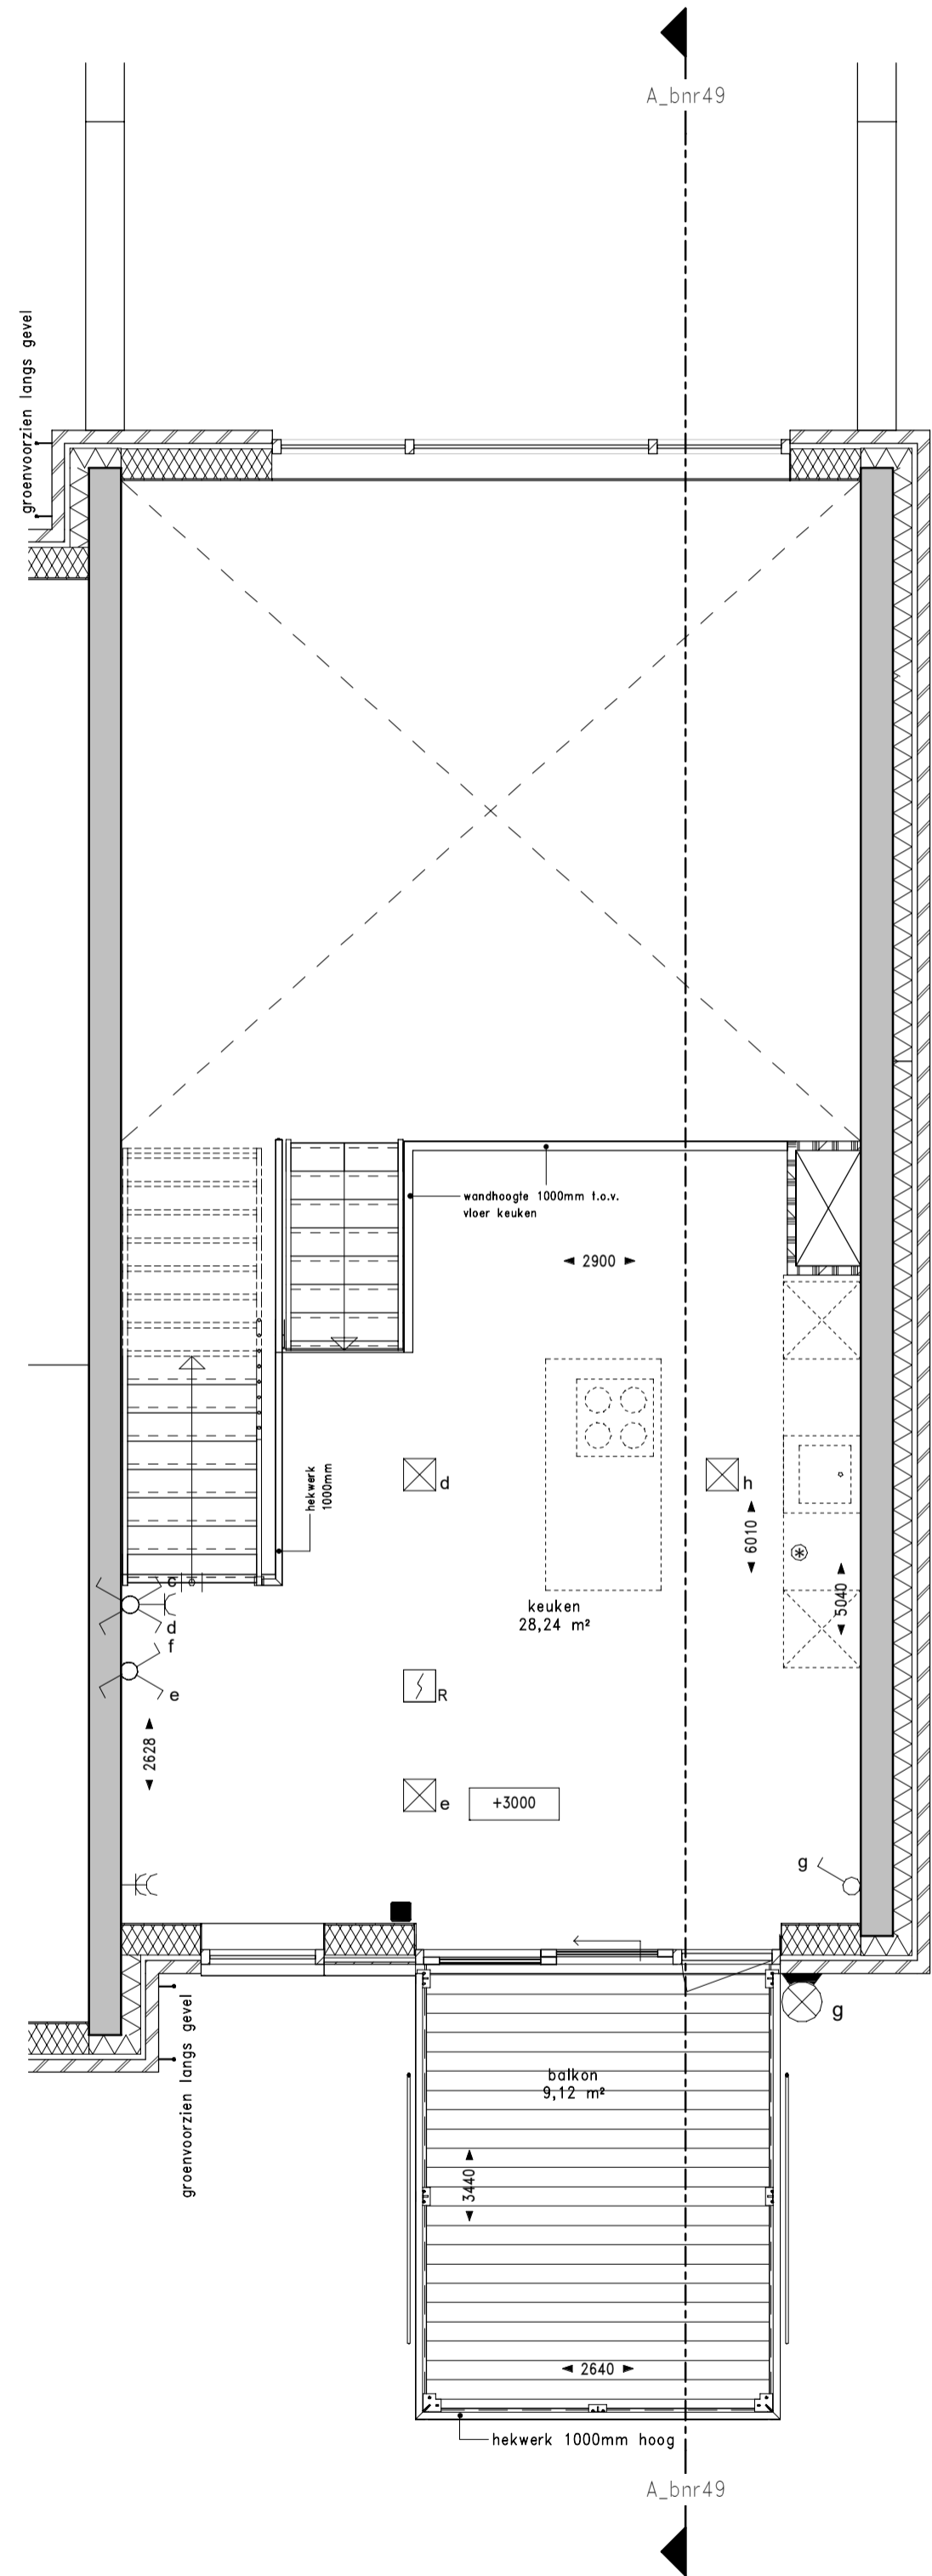 A_bnr49
groenvoorzien langs gevel
wandhoogte 1000mm t.o.v.
vloer keuken
2900
hekwerk
1000mm
d
h
6010
5040
c
d
f
e
keuken
28,24 m²
R
2628
e
+3000
g
g
groenvoorzien langs gevel
balkon
9,12 m²
3440
2640
hekwerk 1000mm hoog
A_bnr49